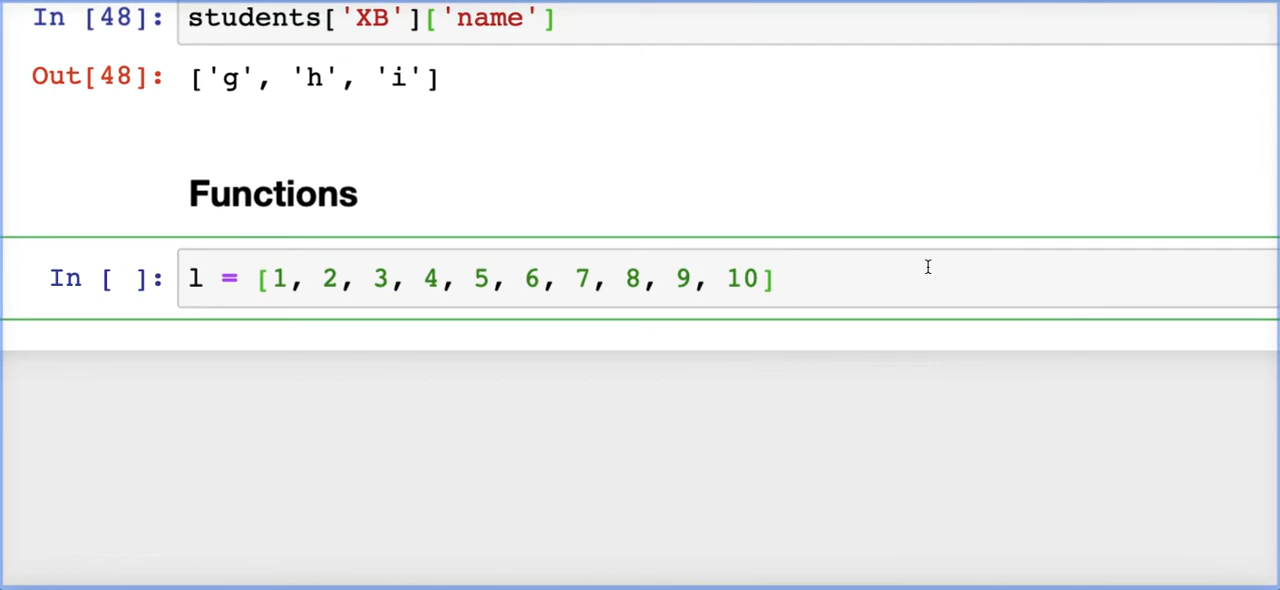 In [48]: students['XB']['name']
Out[48]: ['g', 'h', 'i']
Functions
In [ ]: l = [1, 2, 3, 4, 5, 6, 7, 8, 9, 10]